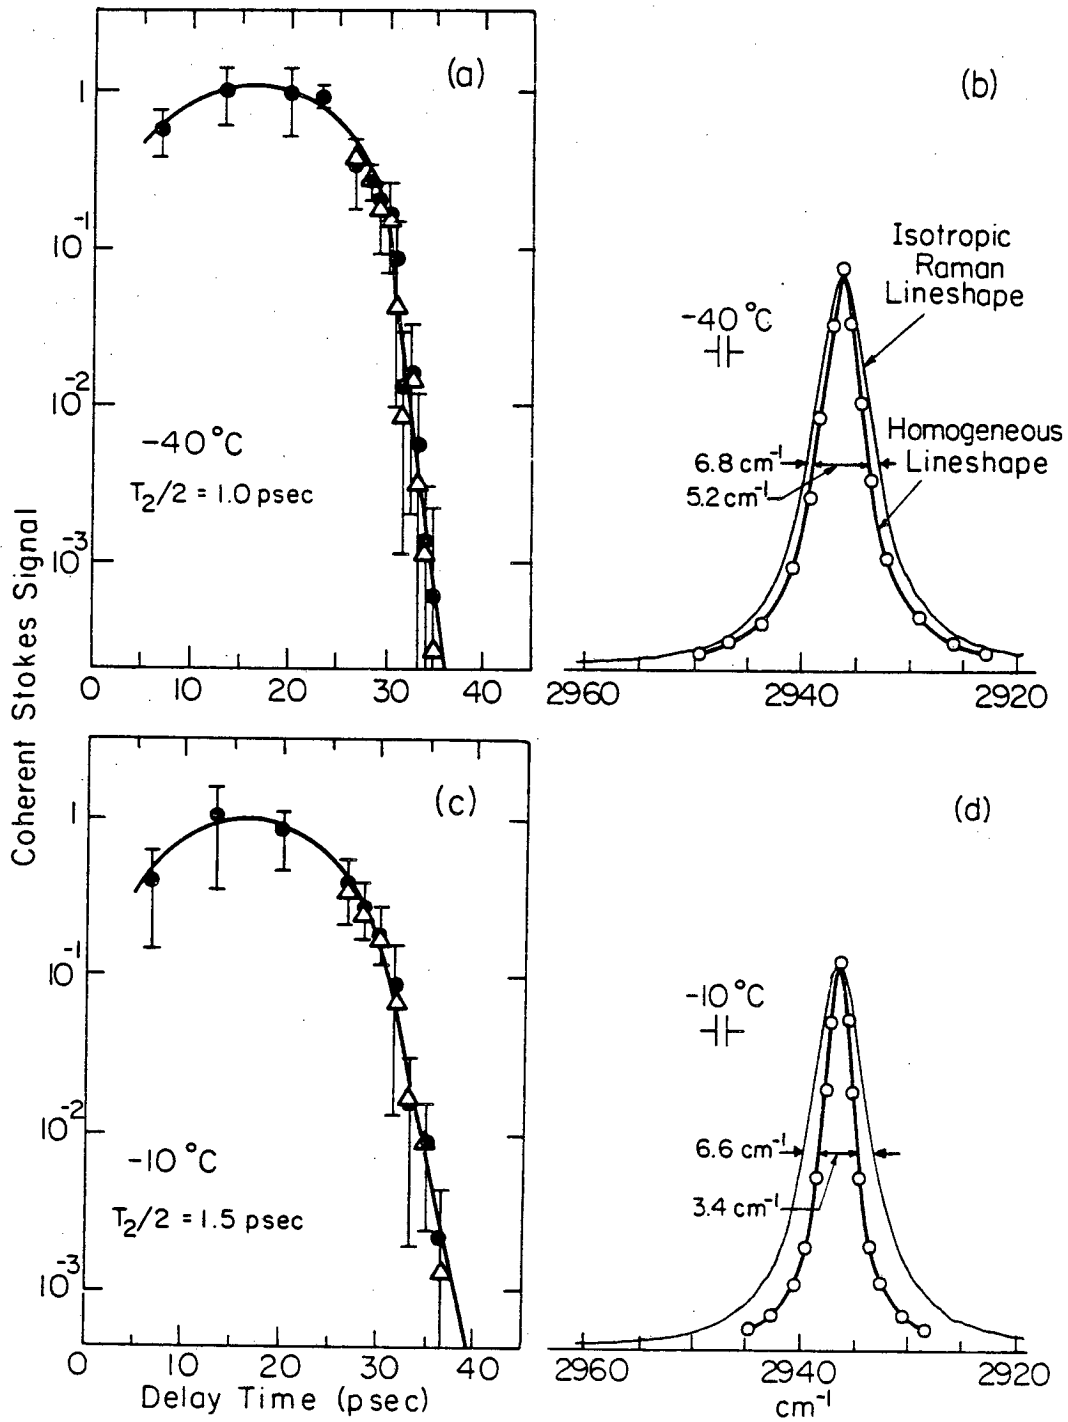 Coherent Stokes Signal
(a)
1
10⁻¹
10⁻²
10⁻³
-40°C
T₂/2 = 1.0 psec
0 10 20 30 40
(b)
Isotropic
Raman
Lineshape
-40°C
Homogeneous
Lineshape
6.8 cm⁻¹
5.2 cm⁻¹
2960 2940 2920
(c)
1
10⁻¹
10⁻²
10⁻³
-10°C
T₂/2 = 1.5 psec
0 10 20 30 40
Delay Time (psec)
(d)
-10°C
6.6 cm⁻¹
3.4 cm⁻¹
2960 2940 2920
cm⁻¹